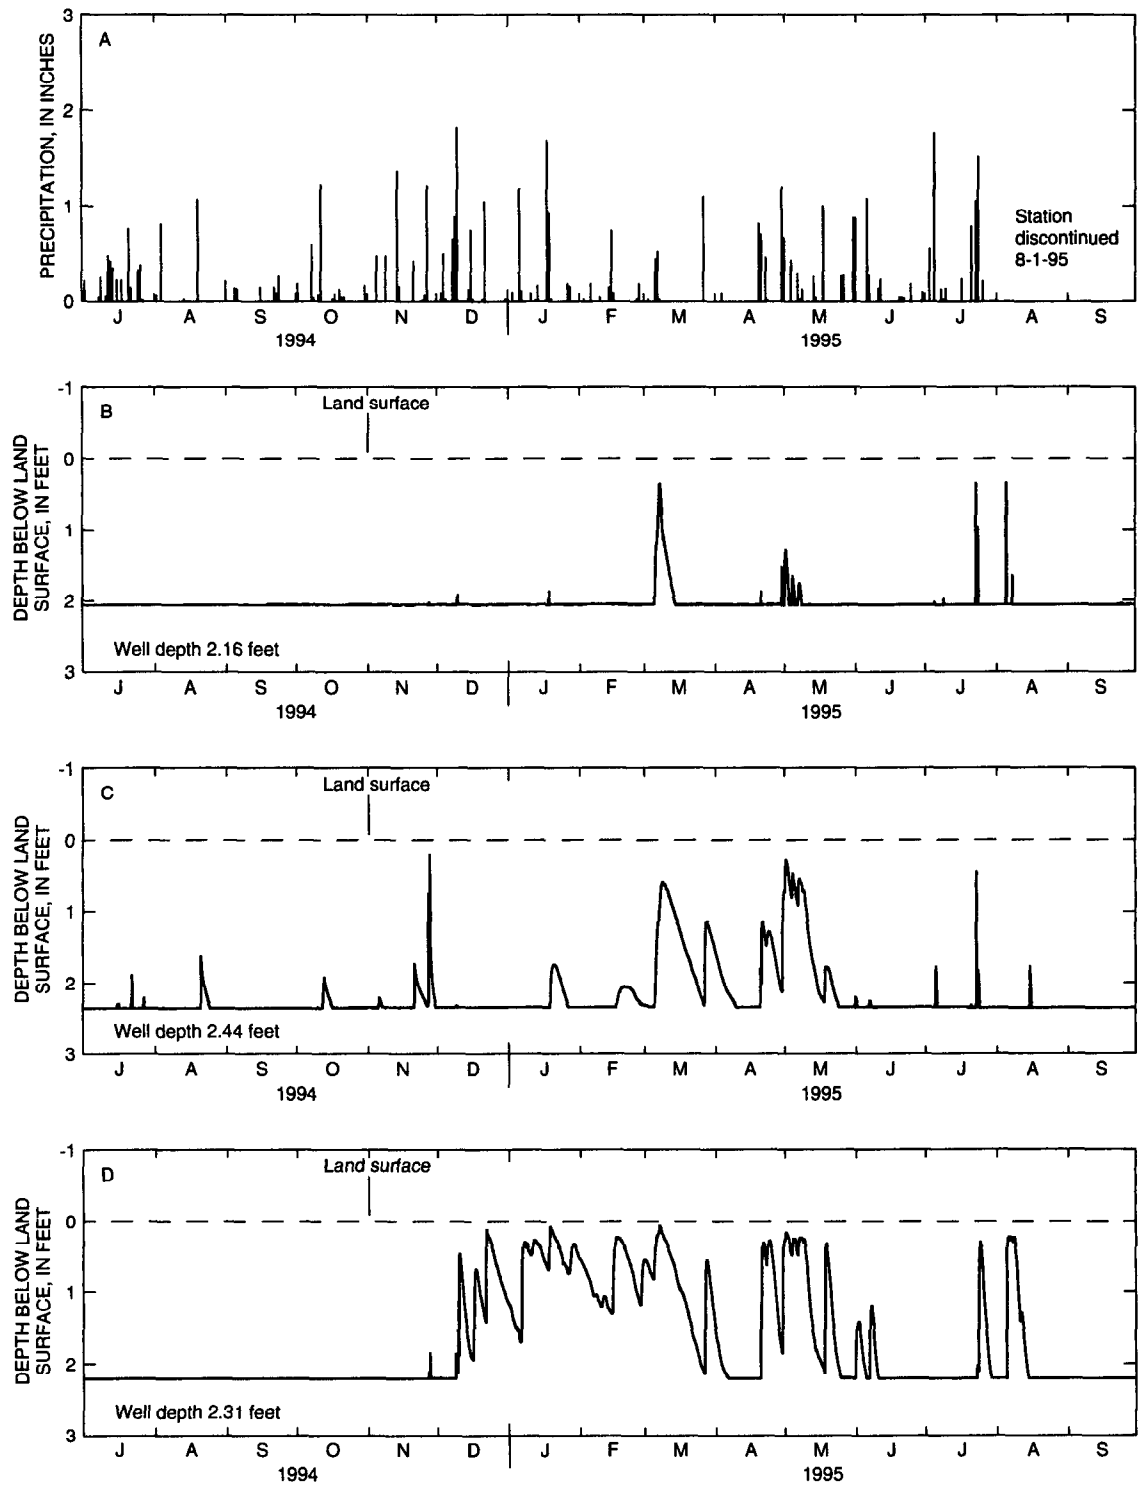 3
A
2
PRECIPITATION, IN INCHES
1
Station
discontinued
8-1-95
0
J A S O N D J F M A M J J A S
1994 1995
-1
B
Land surface
0
DEPTH BELOW LAND
SURFACE, IN FEET
1
2
Well depth 2.16 feet
3
J A S O N D J F M A M J J A S
1994 1995
-1
C
Land surface
0
DEPTH BELOW LAND
SURFACE, IN FEET
1
2
Well depth 2.44 feet
3
J A S O N D J F M A M J J A S
1994 1995
-1
D
Land surface
0
DEPTH BELOW LAND
SURFACE, IN FEET
1
2
Well depth 2.31 feet
3
J A S O N D J F M A M J J A S
1994 1995